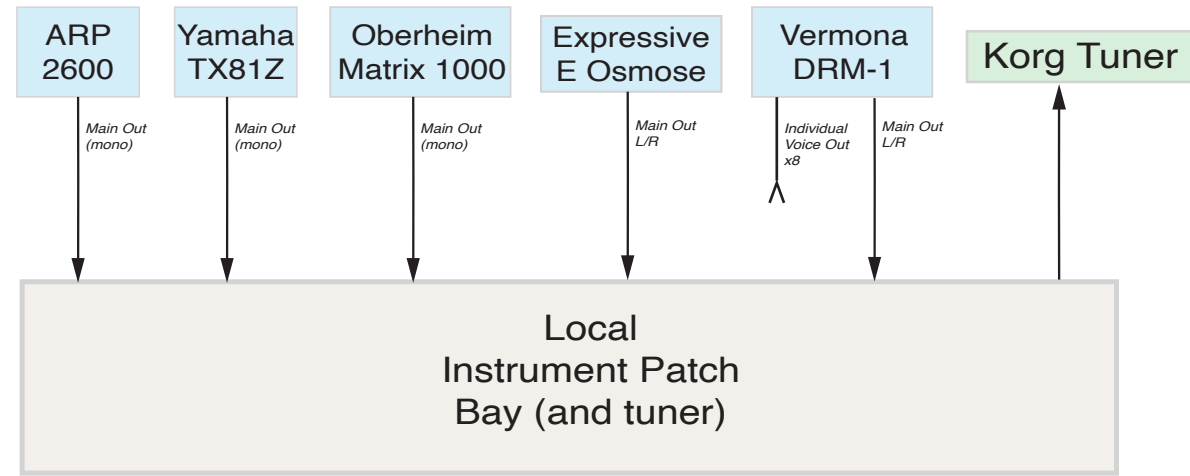 ARP
2600
Yamaha
TX81Z
Oberheim
Matrix 1000
Expressive
E Osmose
Vermona
DRM-1
Korg Tuner
Main Out
(mono)
Main Out
(mono)
Main Out
(mono)
Main Out
L/R
Individual
Voice Out
x8
Main Out
L/R
Local
Instrument Patch
Bay (and tuner)